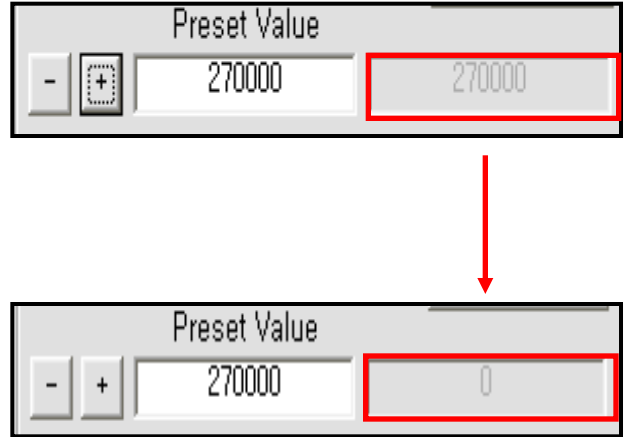 Preset Value
- + 270000 270000
Preset Value
- + 270000 0